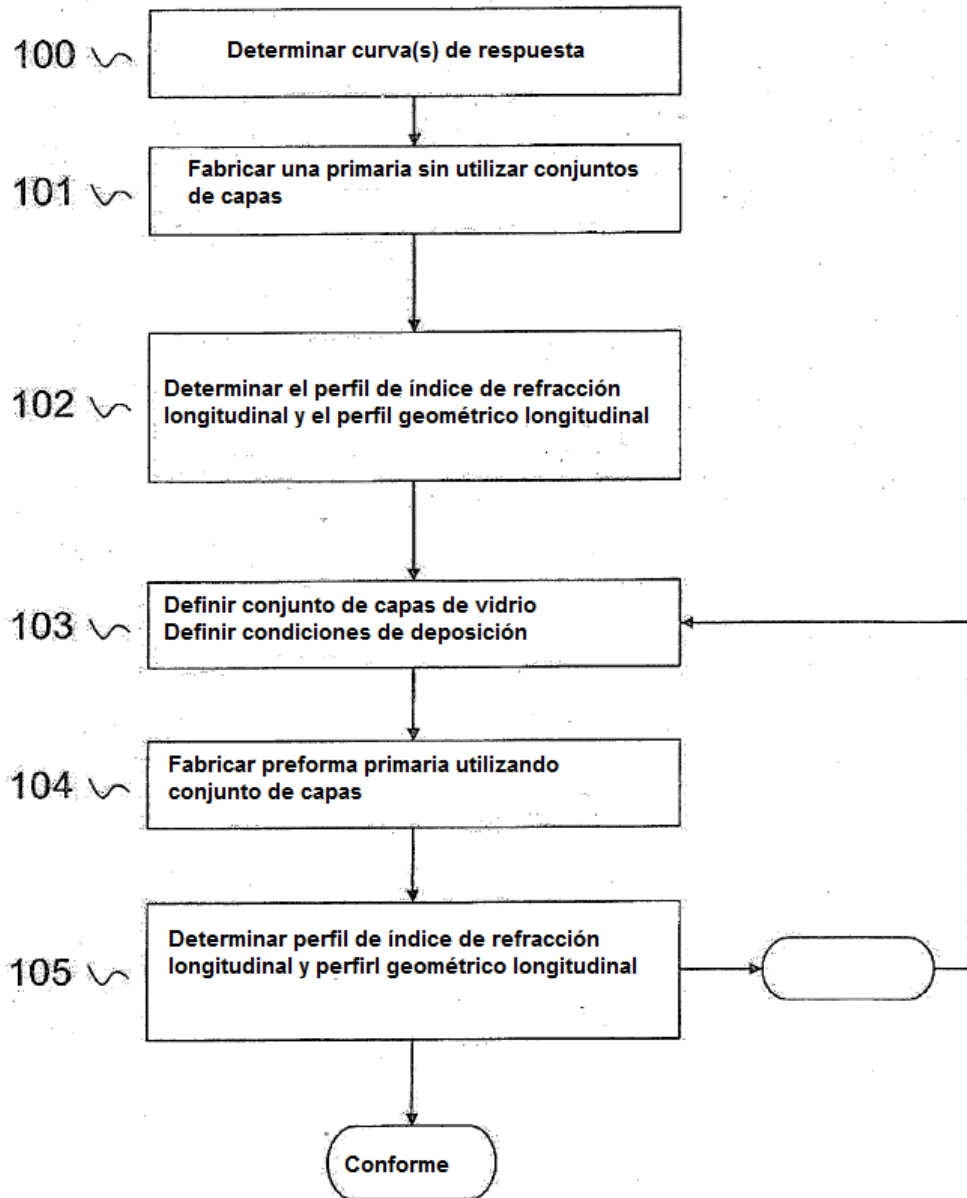 100
Determinar curva(s) de respuesta
101
Fabricar una primaria sin utilizar conjuntos
de capas
102
Determinar el perfil de índice de refracción
longitudinal y el perfil geométrico longitudinal
103
Definir conjunto de capas de vidrio
Definir condiciones de deposición
104
Fabricar preforma primaria utilizando
conjunto de capas
105
Determinar perfil de índice de refracción
longitudinal y perfirl geométrico longitudinal
Conforme